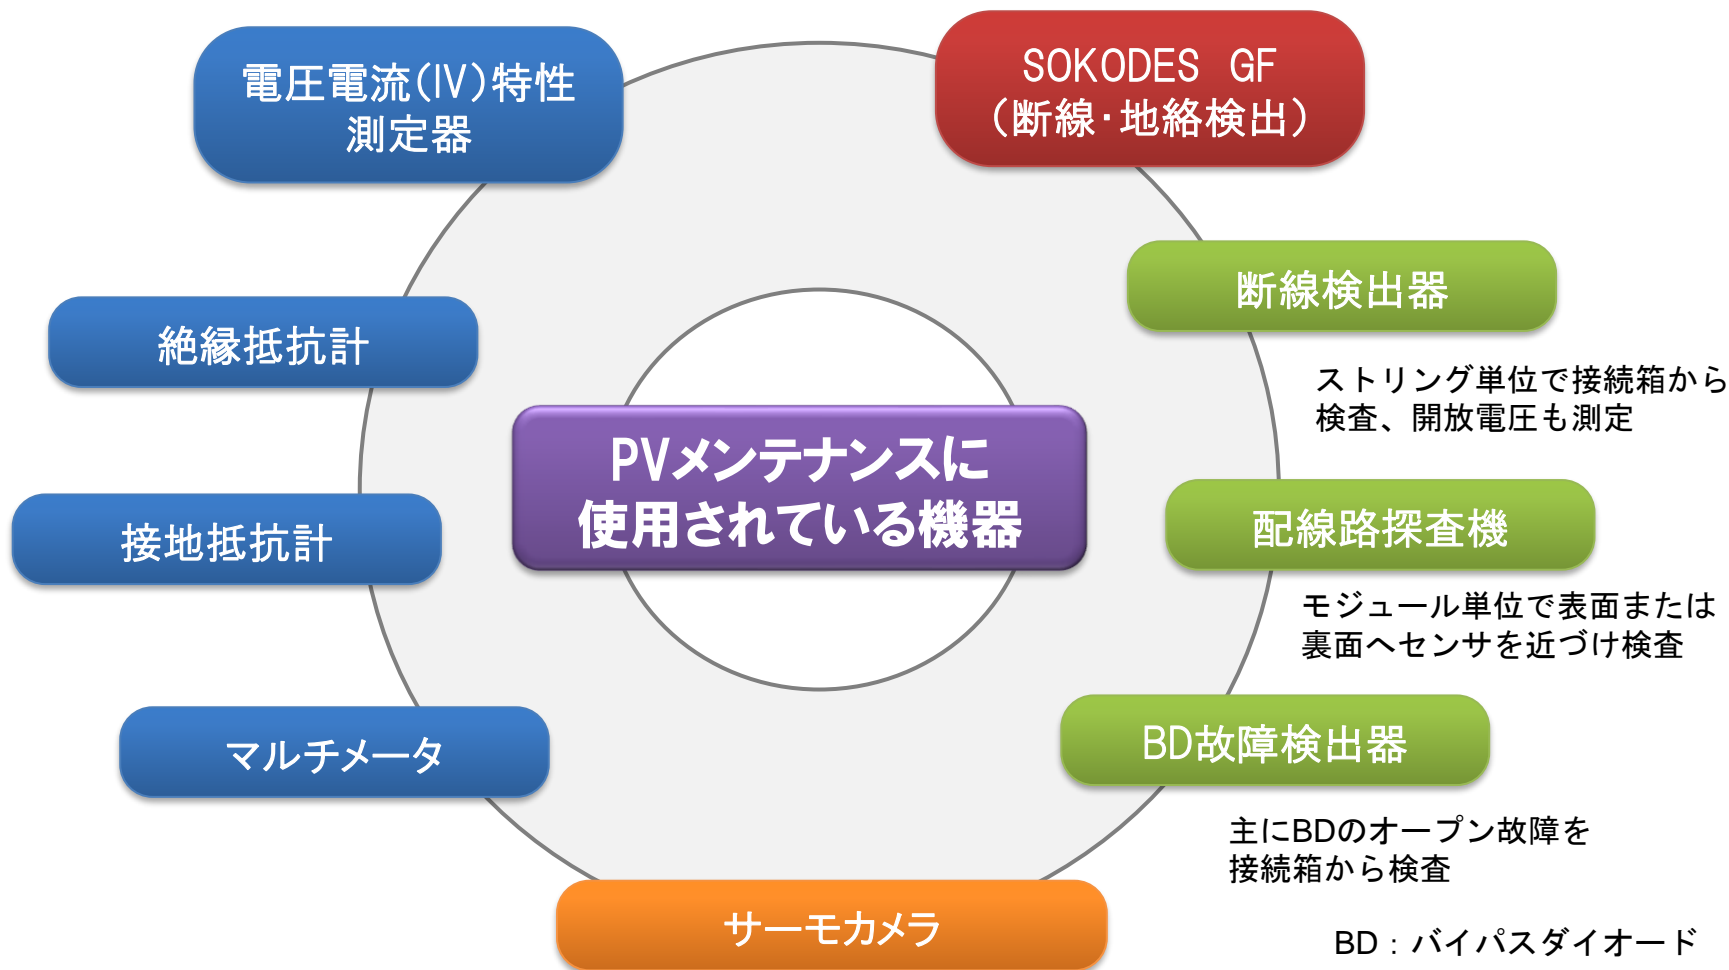 電圧電流(IV)特性
測定器
SOKODES GF
(断線・地絡検出)
断線検出器
ストリング単位で接続箱から
検査、開放電圧も測定
絶縁抵抗計
PVメンテナンスに
使用されている機器
接地抵抗計
配線路探査機
モジュール単位で表面または
裏面へセンサを近づけ検査
マルチメータ
BD故障検出器
主にBDのオープン故障を
接続箱から検査
サーモカメラ
BD：バイパスダイオード